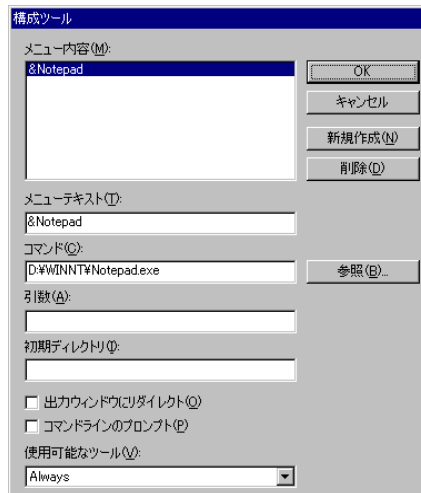 構成ツール
メニュー内容(M):
&Notepad
OK
キャンセル
新規作成(N)
削除(D)
メニューテキスト(T):
&Notepad
コマンド(C):
D:¥WINNT¥Notepad.exe
参照(B)...
引数(A):
初期ディレクトリ(I):
出力ウィンドウにリダイレクト(O)
コマンドラインのプロンプト(P)
使用可能なツール(V):
Always